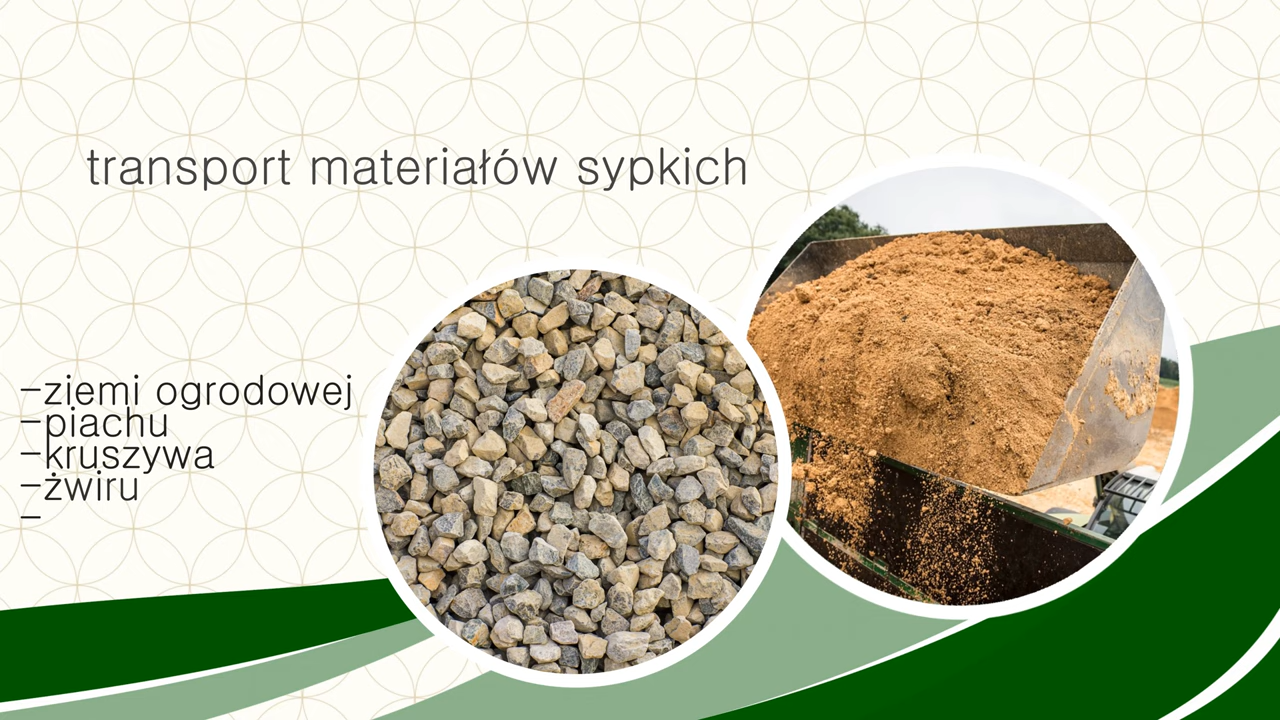 transport materiałów sypkich
–ziemi ogrodowej
–piachu
–kruszywa
–żwiru
–